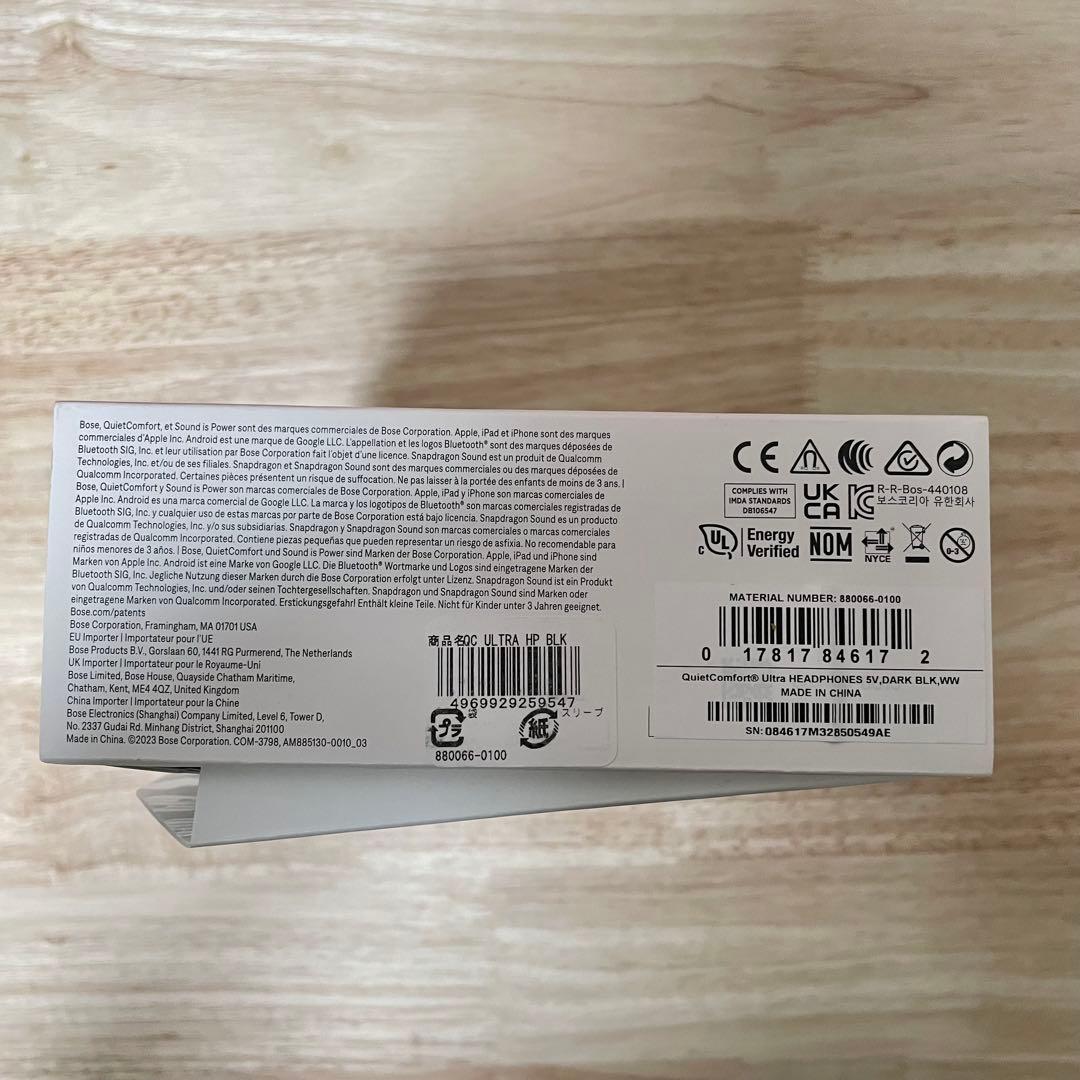 Bose, QuietComfort, et Sound is Power sont des marques commerciales de Bose Corporation. Apple, iPad et iPhone sont des marques
commerciales d'Apple Inc. Android est une marque de Google LLC. L'appellation et les logos Bluetooth® sont des marques déposées de
Bluetooth SIG, Inc. et leur utilisation par Bose Corporation fait l'objet d'une licence. Snapdragon Sound est un produit de Qualcomm
Technologies, Inc. et/ou de ses filiales. Snapdragon et Snapdragon Sound sont des marques commerciales ou des marques déposées de
Qualcomm Incorporated. Certaines pièces présentent un risque de suffocation. Ne pas laisser à la portée des enfants de moins de 3 ans. |
Bose, QuietComfort y Sound is Power son marcas comerciales de Bose Corporation. Apple, iPad y iPhone son marcas comerciales de
Apple Inc. Android es una marca comercial de Google LLC. La marca y los logotipos de Bluetooth® son marcas comerciales registradas de
Bluetooth SIG, Inc. y cualquier uso de estas marcas por parte de Bose Corporation está bajo licencia. Snapdragon Sound es un producto
de Qualcomm Technologies, Inc. y/o sus subsidiarias. Snapdragon y Snapdragon Sound son marcas comerciales o marcas comerciales
registradas de Qualcomm Incorporated. Contiene piezas pequeñas que pueden representar un riesgo de asfixia. No recomendable para
niños menores de 3 años. | Bose, QuietComfort und Sound is Power sind Marken der Bose Corporation. Apple, iPad und iPhone sind
Marken von Apple Inc. Android ist eine Marke von Google LLC. Die Bluetooth® Wortmarke und Logos sind eingetragene Marken der
Bluetooth SIG, Inc. Jegliche Nutzung dieser Marken durch die Bose Corporation erfolgt unter Lizenz. Snapdragon Sound ist ein Produkt
von Qualcomm Technologies, Inc. und/oder seinen Tochtergesellschaften. Snapdragon und Snapdragon Sound sind Marken oder
eingetragene Marken von Qualcomm Incorporated. Erstickungsgefahr! Enthält kleine Teile. Nicht für Kinder unter 3 Jahren geeignet.
Bose.com/patents
Bose Corporation, Framingham, MA 01701 USA
EU Importer | Importateur pour l'UE
Bose Products B.V., Gorslaan 60, 1441 RG Purmerend, The Netherlands
UK Importer | Importateur pour le Royaume-Uni
Bose Limited, Bose House, Quayside Chatham Maritime,
Chatham, Kent, ME4 4QZ, United Kingdom
China Importer | Importateur pour la Chine
Bose Electronics (Shanghai) Company Limited, Level 6, Tower D,
No. 2337 Gudai Rd. Minhang District, Shanghai 201100
Made in China. ©2023 Bose Corporation. COM-3798, AM885130-0010_03
商品名QC ULTRA HP BLK
4969929259547
袋 スリーブ
プラ 紙
880066-0100
CE
COMPLIES WITH
IMDA STANDARDS
DB106547
UK
CA
R-R-Bos-440108
보스코리아 유한회사
C UL Energy
Verified
NOM
NYCE
0-3
MATERIAL NUMBER: 880066-0100
0 17817 84617 2
QuietComfort® Ultra HEADPHONES 5V,DARK BLK,WW
MADE IN CHINA
SN: 084617M32850549AE